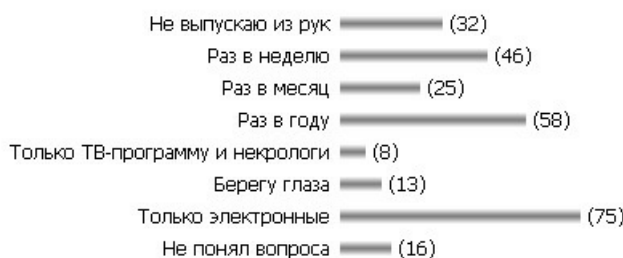 Не выпускаю из рук (32)
Раз в неделю (46)
Раз в месяц (25)
Раз в году (58)
Только ТВ-программу и некрологи (8)
Берегу глаза (13)
Только электронные (75)
Не понял вопроса (16)